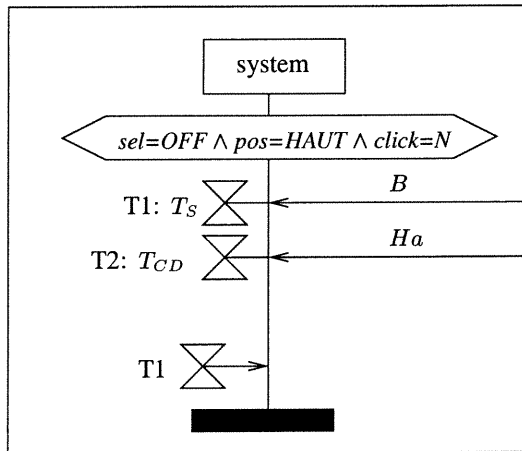 system
sel=OFF ∧ pos=HAUT ∧ click=N
T1: T_S B
T2: T_CD Ha
T1